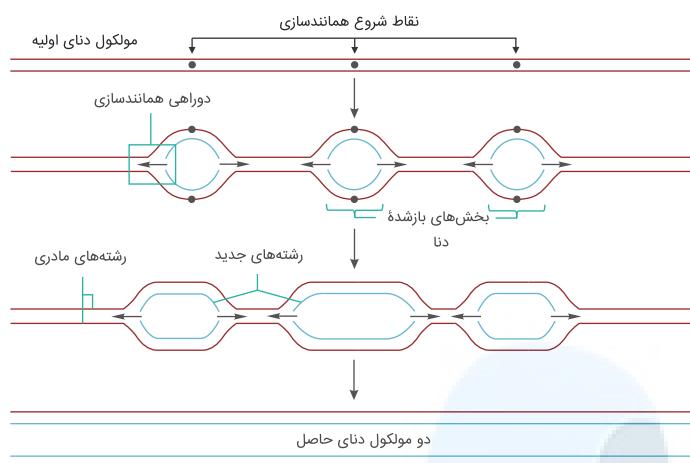 نقاط شروع همانندسازی
مولکول دنای اولیه
دوراهی همانندسازی
بخش‌های بازشدهٔ
دنا
رشته‌های جدید
رشته‌های مادری
دو مولکول دنای حاصل